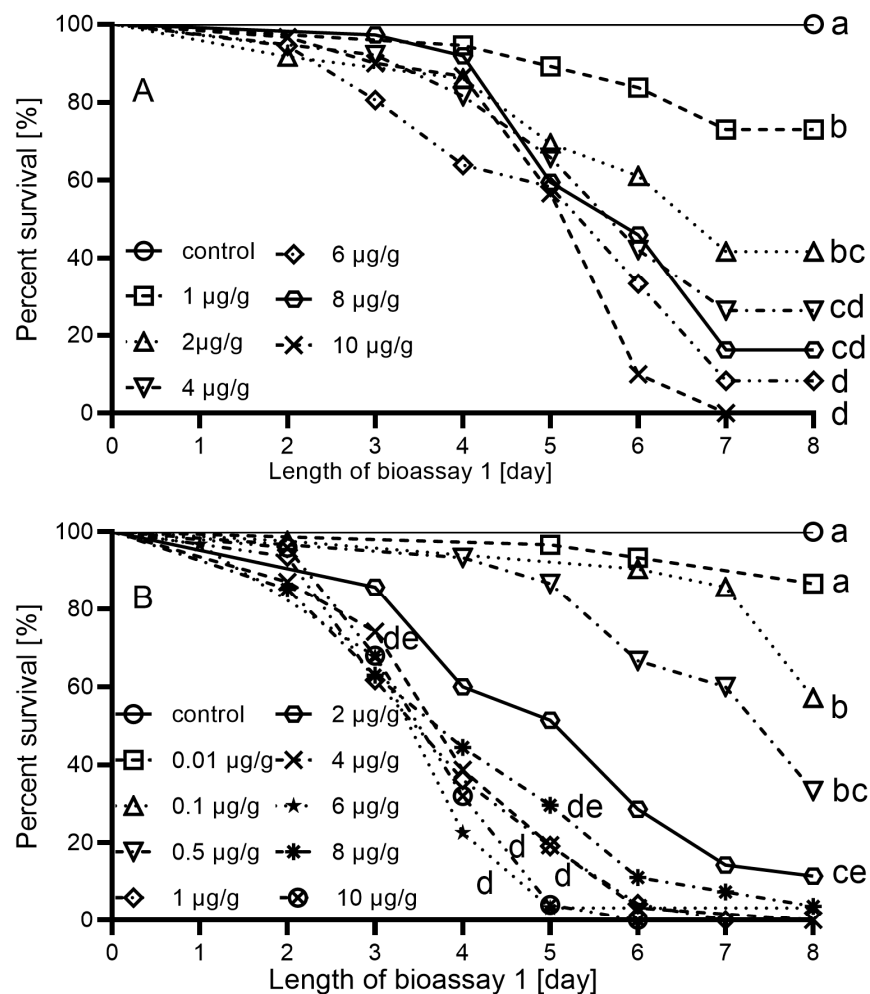 100
a
A
80
b
60
Percent survival [%]
control
6 µg/g
40
bc
1 µg/g
8 µg/g
cd
20
2µg/g
10 µg/g
cd
4 µg/g
d
0
d
0 1 2 3 4 5 6 7 8
Length of bioassay 1 [day]
100
a
a
B
80
de
60
b
Percent survival [%]
control
2 µg/g
40
0.01 µg/g
4 µg/g
bc
0.1 µg/g
6 µg/g
de
20
0.5 µg/g
8 µg/g
d
d
d
ce
1 µg/g
10 µg/g
0
0 1 2 3 4 5 6 7 8
Length of bioassay 1 [day]